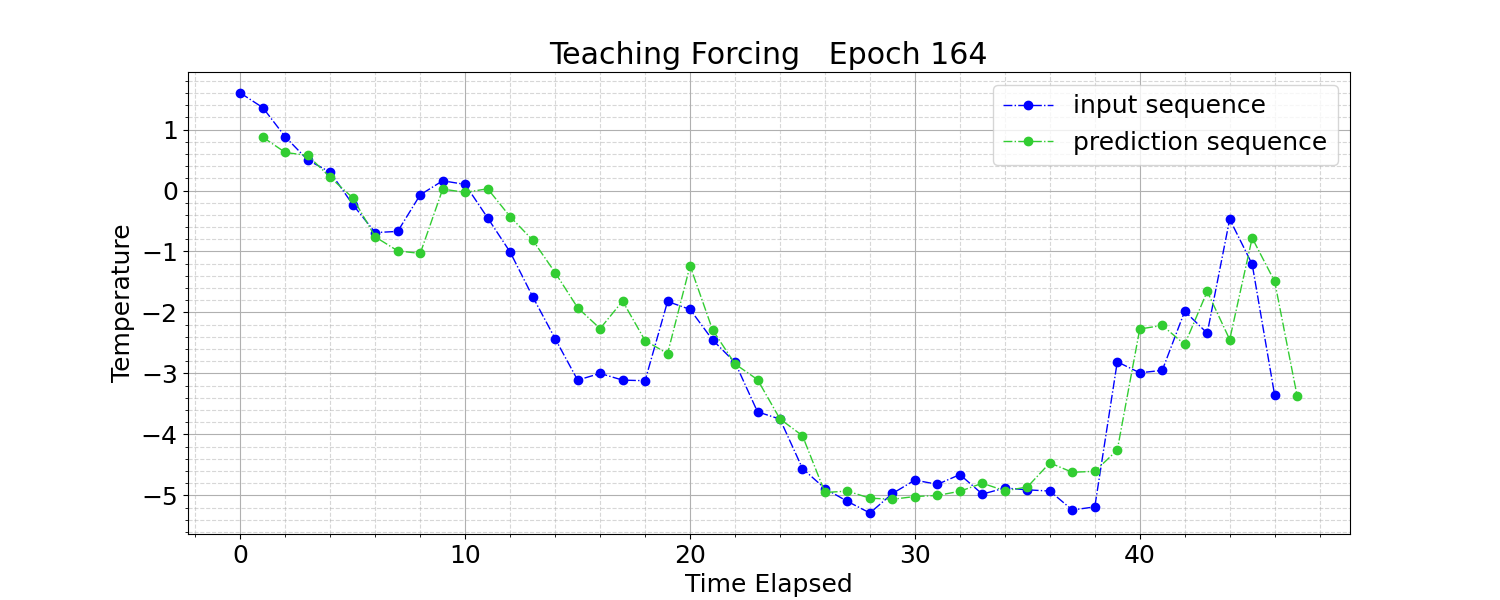 Teaching Forcing   Epoch 164
input sequence
prediction sequence
Temperature
1
0
−1
−2
−3
−4
−5
0 10 20 30 40
Time Elapsed